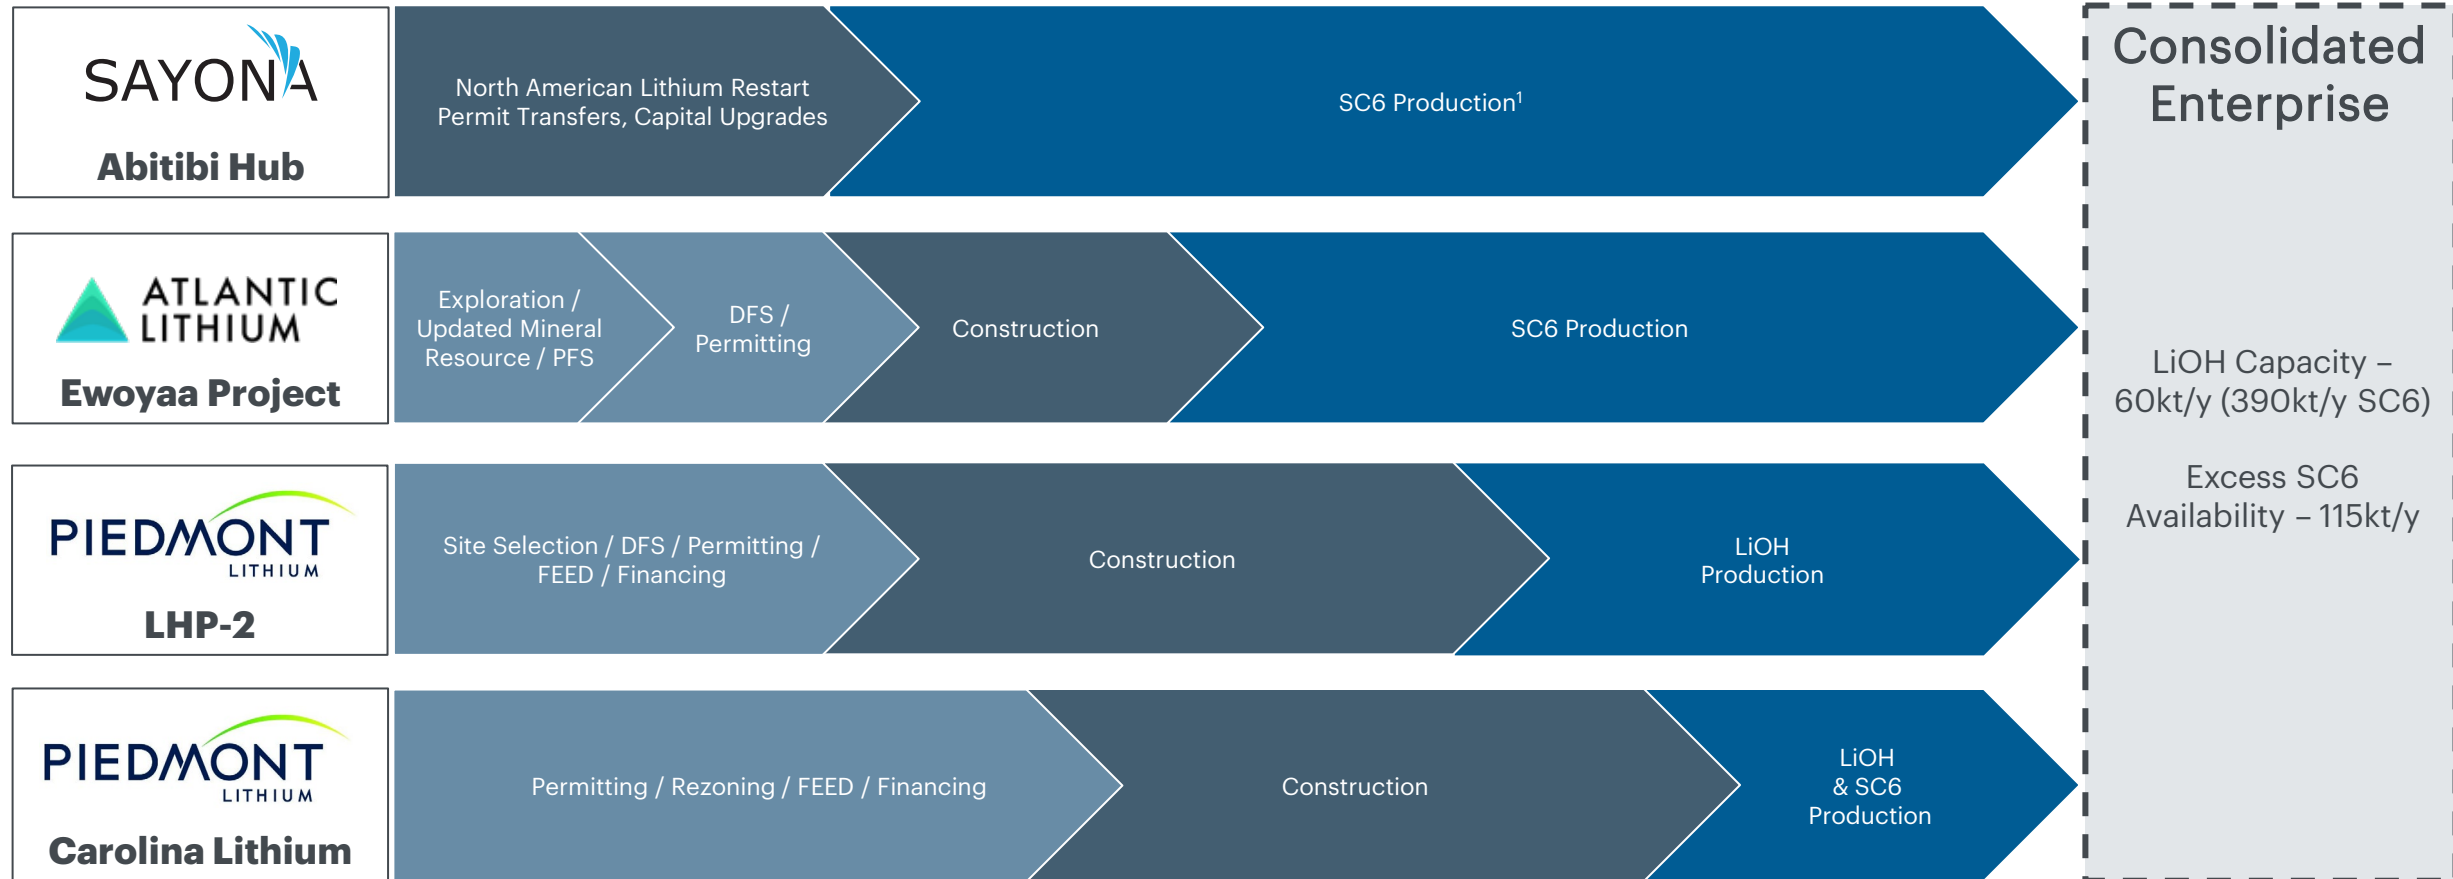 SAYONA
Abitibi Hub
North American Lithium Restart
Permit Transfers, Capital Upgrades
SC6 Production¹
ATLANTIC
LITHIUM
Ewoyaa Project
Exploration /
Updated Mineral
Resource / PFS
DFS /
Permitting
Construction
SC6 Production
PIEDMONT
LITHIUM
LHP-2
Site Selection / DFS / Permitting /
FEED / Financing
Construction
LiOH
Production
PIEDMONT
LITHIUM
Carolina Lithium
Permitting / Rezoning / FEED / Financing
Construction
LiOH
& SC6
Production
Consolidated
Enterprise
LiOH Capacity –
60kt/y (390kt/y SC6)
Excess SC6
Availability – 115kt/y